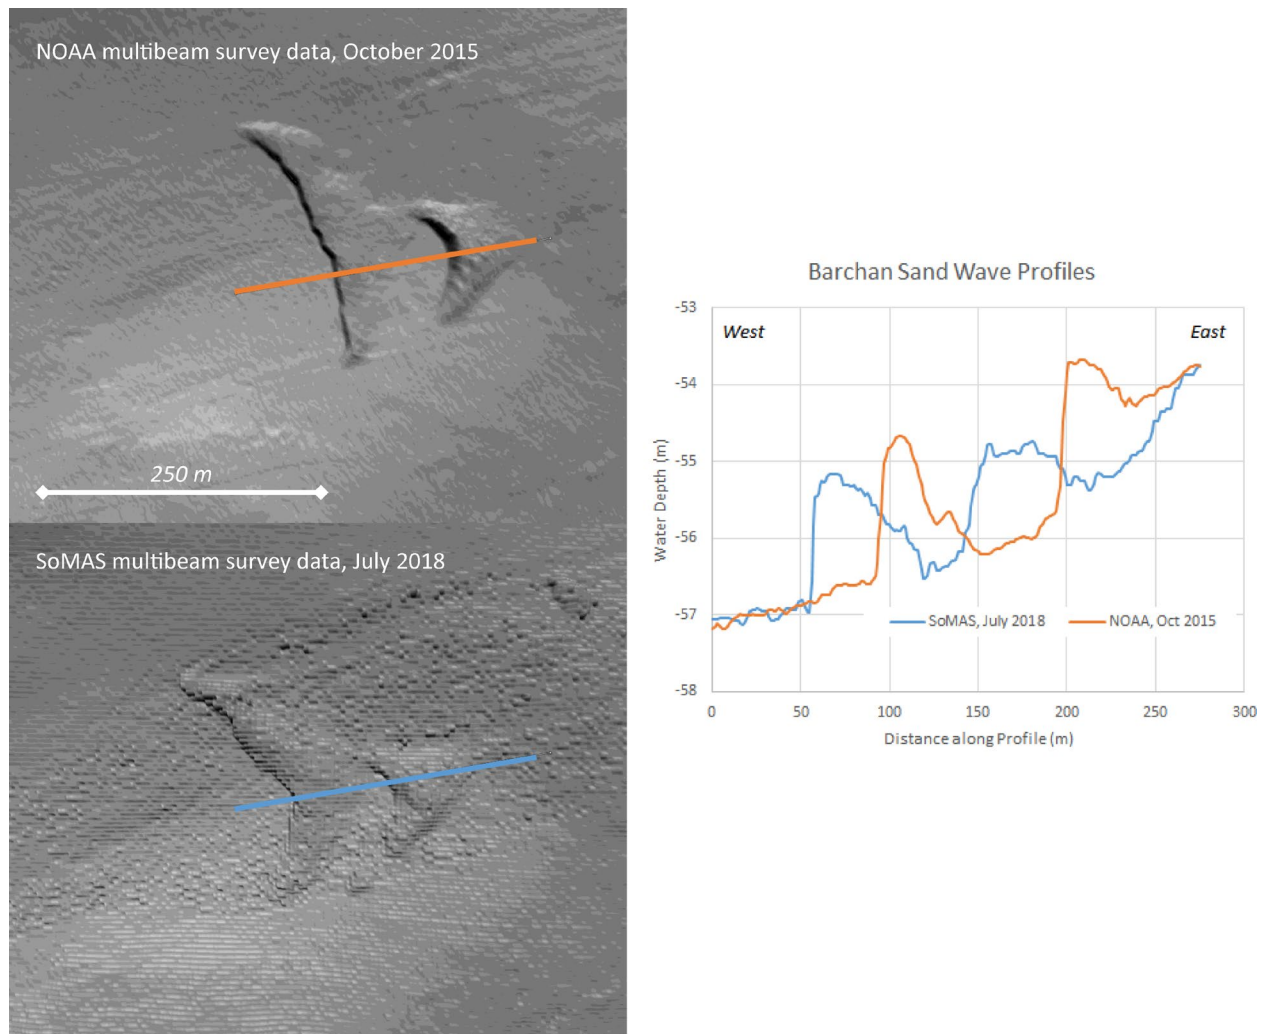 NOAA multibeam survey data, October 2015
250 m
SoMAS multibeam survey data, July 2018
Barchan Sand Wave Profiles
-53
West
East
-54
-55
Water Depth (m)
-56
-57
SoMAS, July 2018
NOAA, Oct 2015
-58
0
50
100
150
200
250
300
Distance along Profile (m)